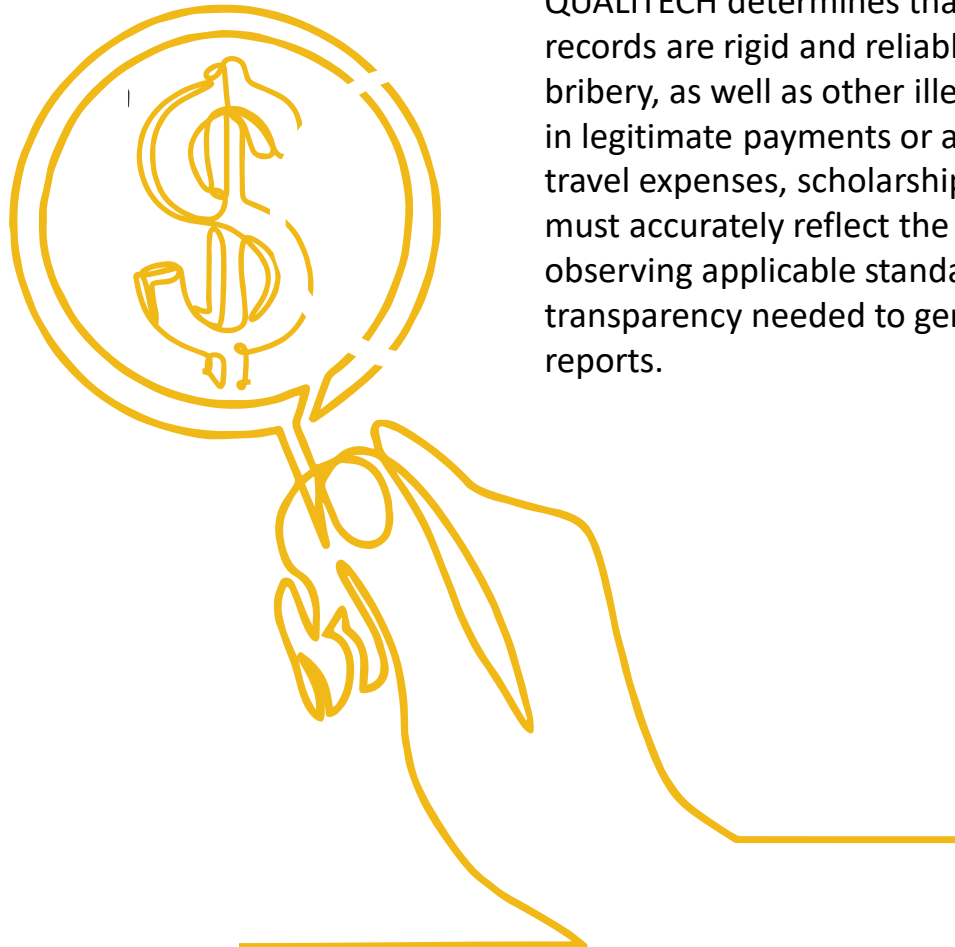 QUALITECH determines tha
records are rigid and reliabl
bribery, as well as other ille
in legitimate payments or a
travel expenses, scholarship
must accurately reflect the
observing applicable standa
transparency needed to ger
reports.